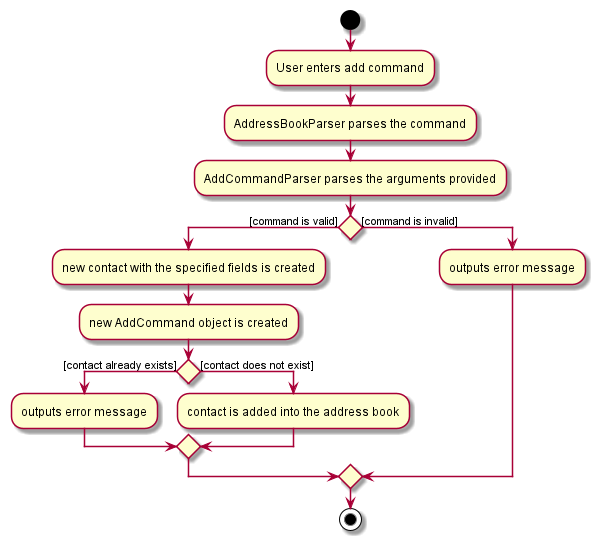 User enters add command
AddressBookParser parses the command
AddCommandParser parses the arguments provided
[command is valid]
[command is invalid]
new contact with the specified fields is created
outputs error message
new AddCommand object is created
[contact already exists]
[contact does not exist]
outputs error message
contact is added into the address book